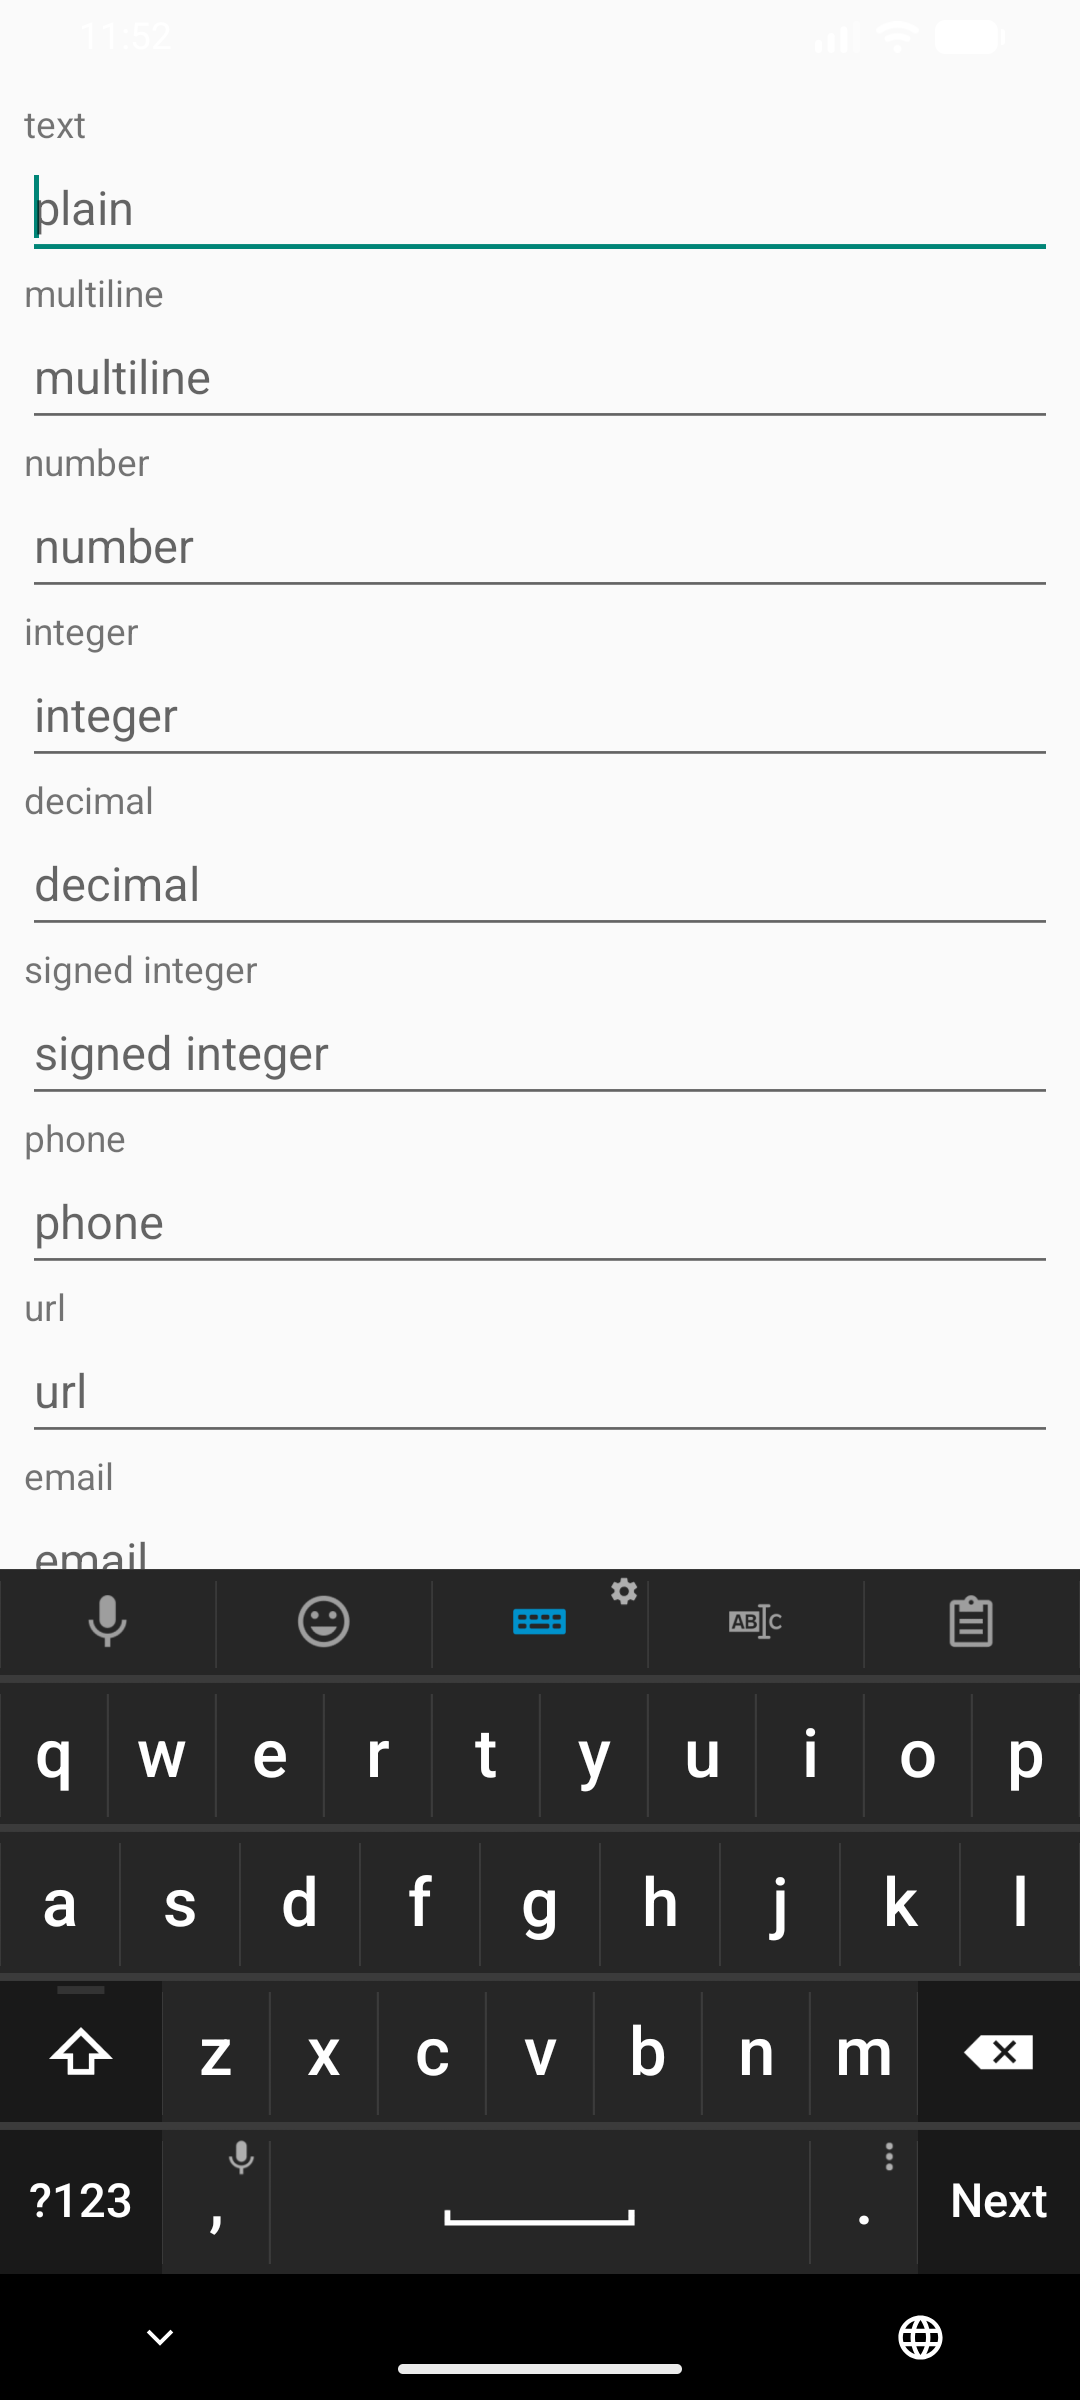 11:52
text
plain
multiline
multiline
number
number
integer
integer
decimal
decimal
signed integer
signed integer
phone
phone
url
url
email
email
ABC
q w e r t y u i o p
a s d f g h j k l
z x c v b n m
?123 , . Next